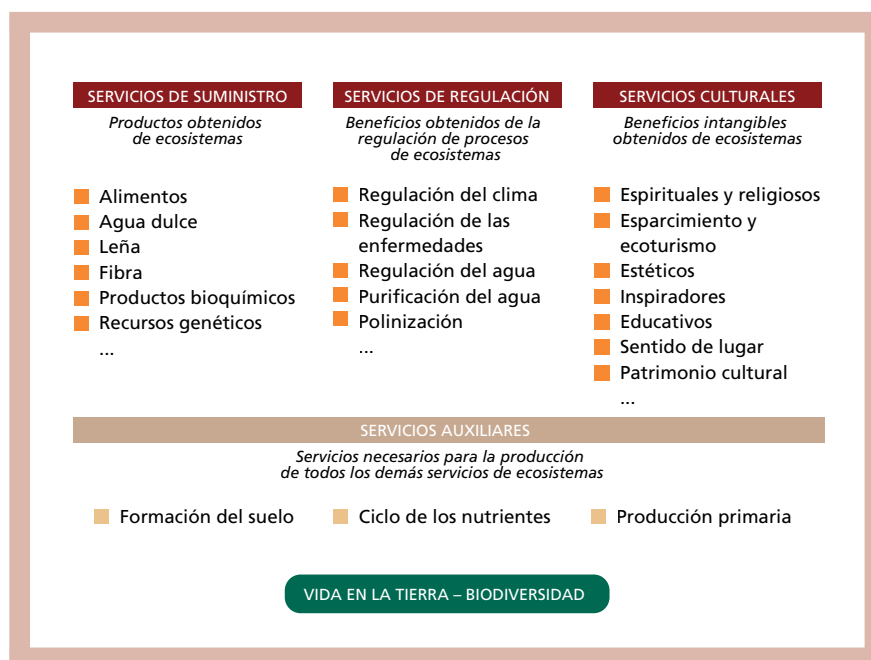 SERVICIOS DE SUMINISTRO
Productos obtenidos
de ecosistemas
Alimentos
Agua dulce
Leña
Fibra
Productos bioquímicos
Recursos genéticos
...
SERVICIOS DE REGULACIÓN
Beneficios obtenidos de la
regulación de procesos
de ecosistemas
Regulación del clima
Regulación de las
enfermedades
Regulación del agua
Purificación del agua
Polinización
...
SERVICIOS CULTURALES
Beneficios intangibles
obtenidos de ecosistemas
Espirituales y religiosos
Esparcimiento y
ecoturismo
Estéticos
Inspiradores
Educativos
Sentido de lugar
Patrimonio cultural
...
SERVICIOS AUXILIARES
Servicios necesarios para la producción
de todos los demás servicios de ecosistemas
Formación del suelo
Ciclo de los nutrientes
Producción primaria
VIDA EN LA TIERRA – BIODIVERSIDAD